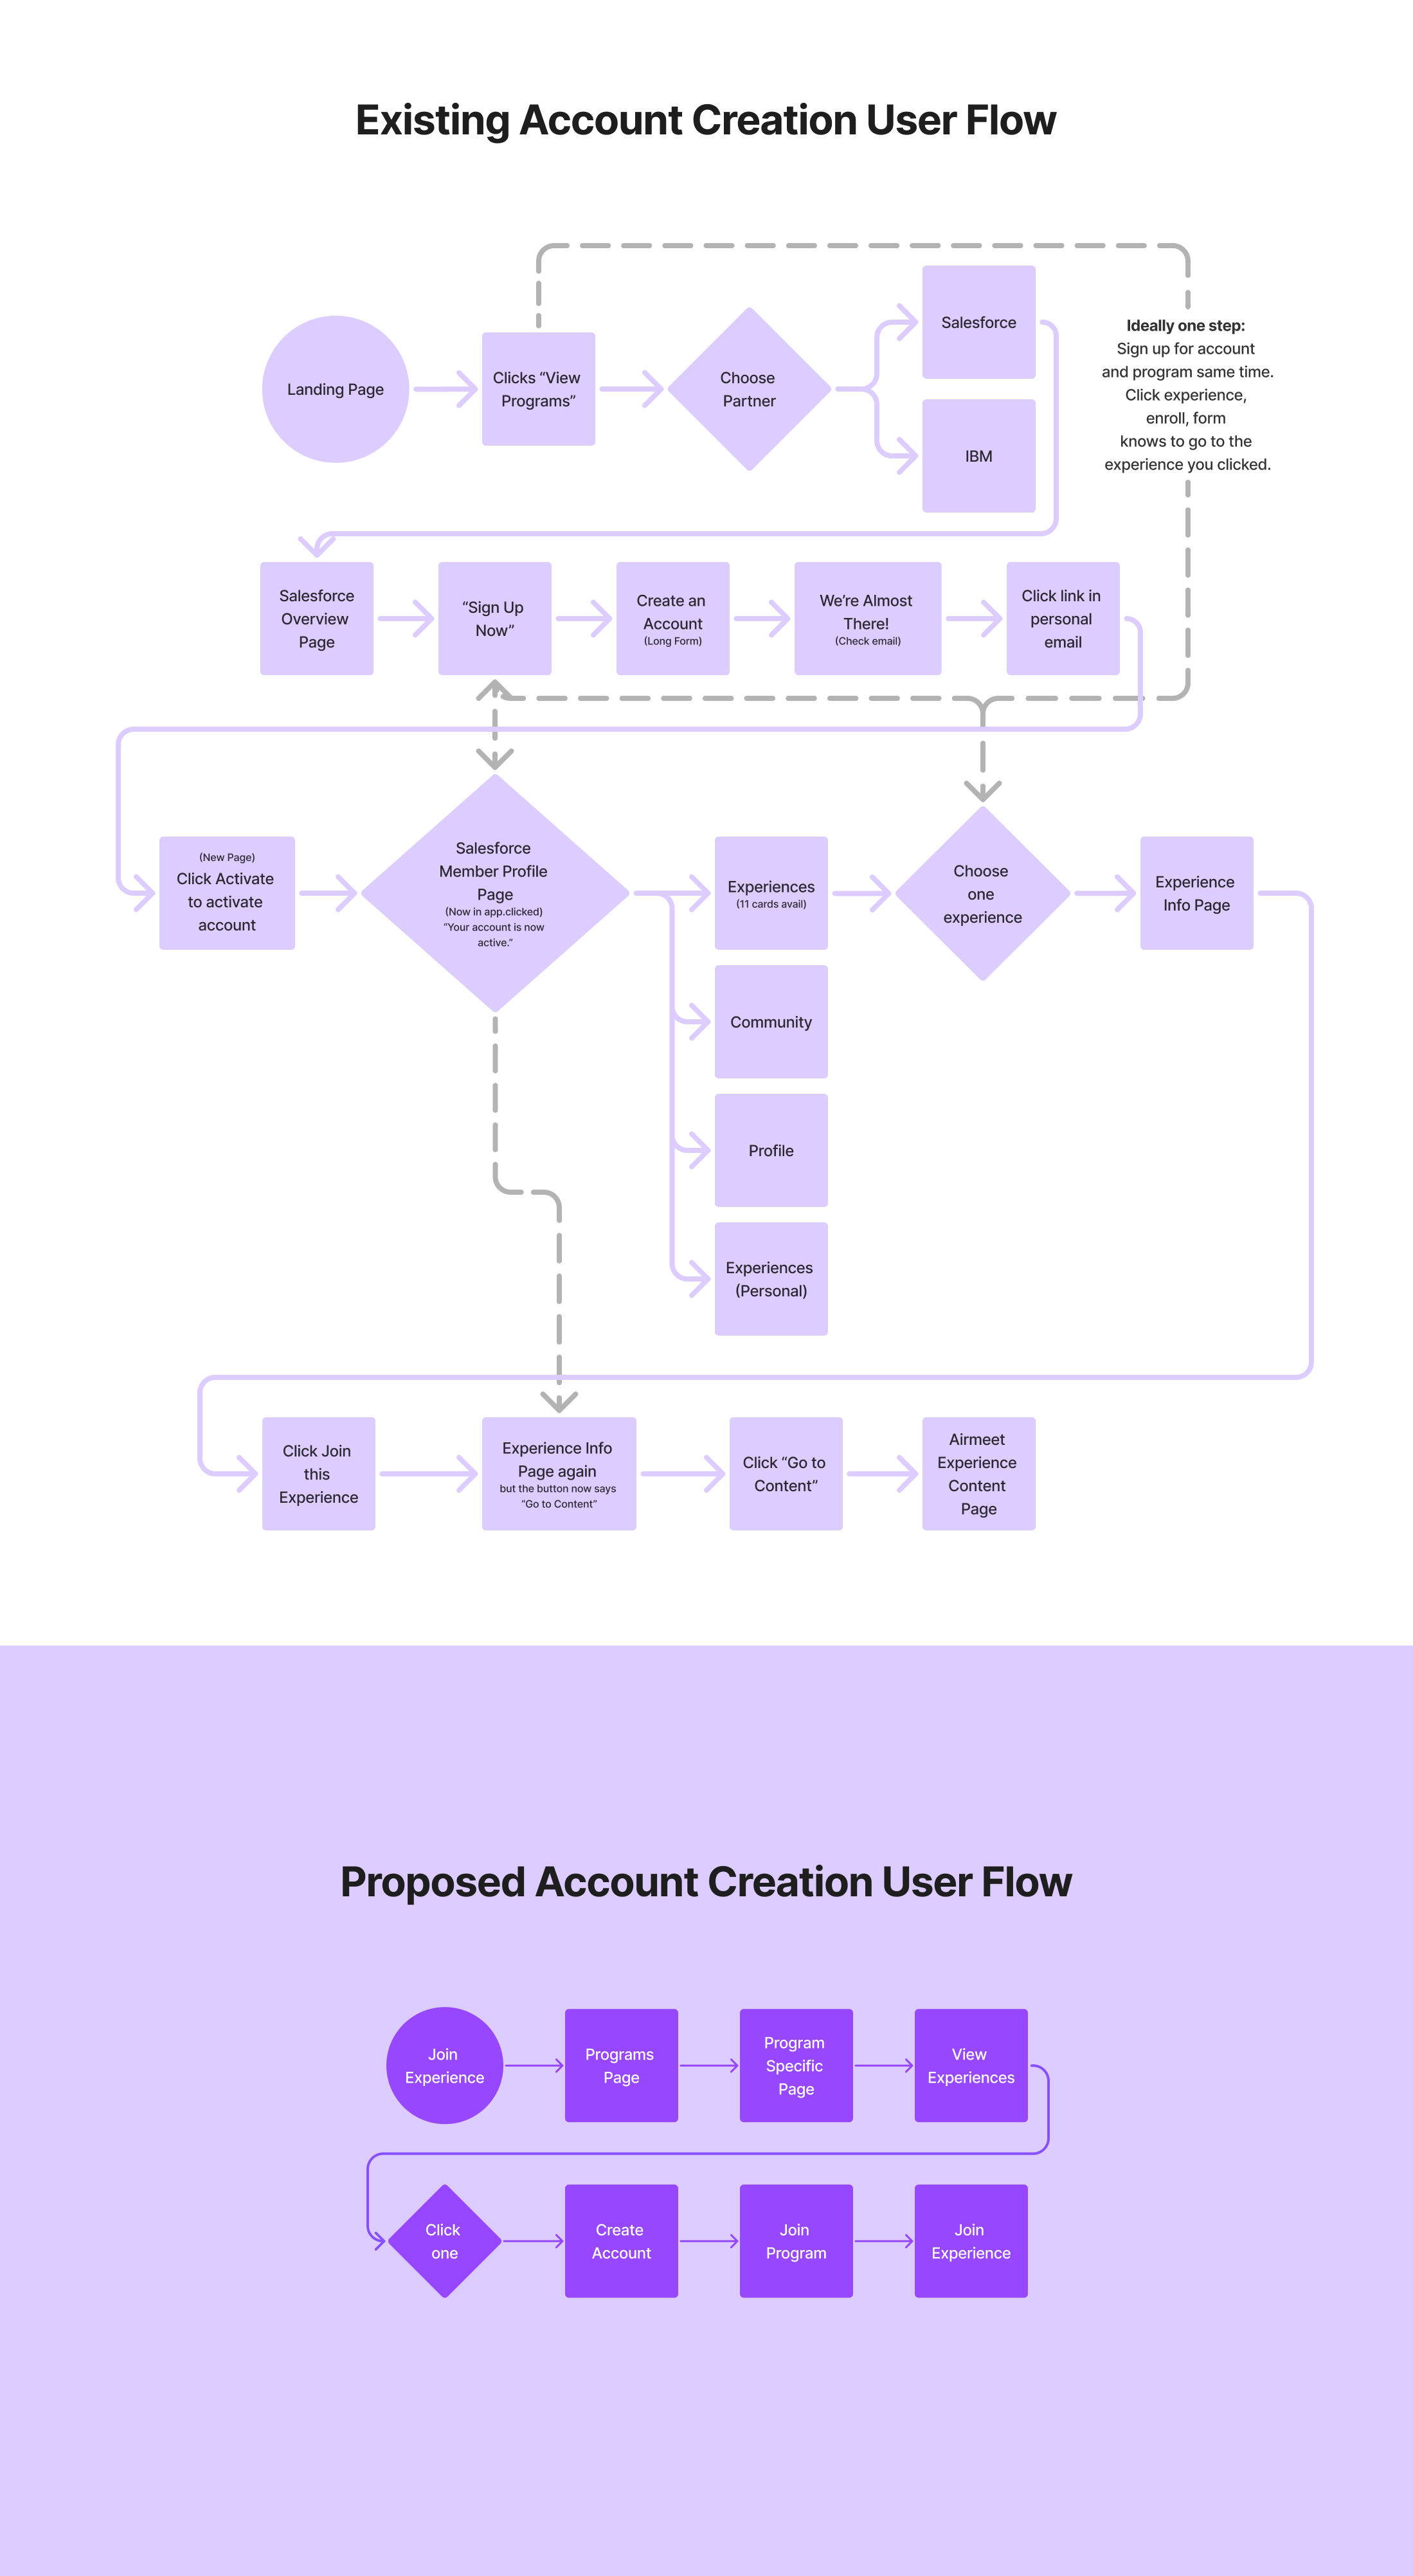 Existing Account Creation User Flow
Landing Page
Clicks “View
Programs”
Choose
Partner
Salesforce
IBM
Ideally one step:
Sign up for account
and program same time.
Click experience,
enroll, form
knows to go to the
experience you clicked.
Salesforce
Overview
Page
“Sign Up
Now”
Create an
Account
(Long Form)
We’re Almost
There!
(Check email)
Click link in
personal
email
(New Page)
Click Activate
to activate
account
Salesforce
Member Profile
Page
(Now in app.clicked)
“Your account is now
active.”
Experiences
(11 cards avail)
Choose
one
experience
Experience
Info Page
Community
Profile
Experiences
(Personal)
Click Join
this
Experience
Experience Info
Page again
but the button now says
“Go to Content”
Click “Go to
Content”
Airmeet
Experience
Content
Page
Proposed Account Creation User Flow
Join
Experience
Programs
Page
Program
Specific
Page
View
Experiences
Click
one
Create
Account
Join
Program
Join
Experience